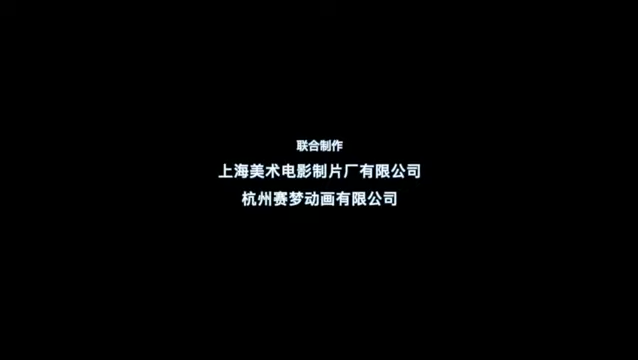 联合制作
上海美术电影制片厂有限公司
杭州赛梦动画有限公司